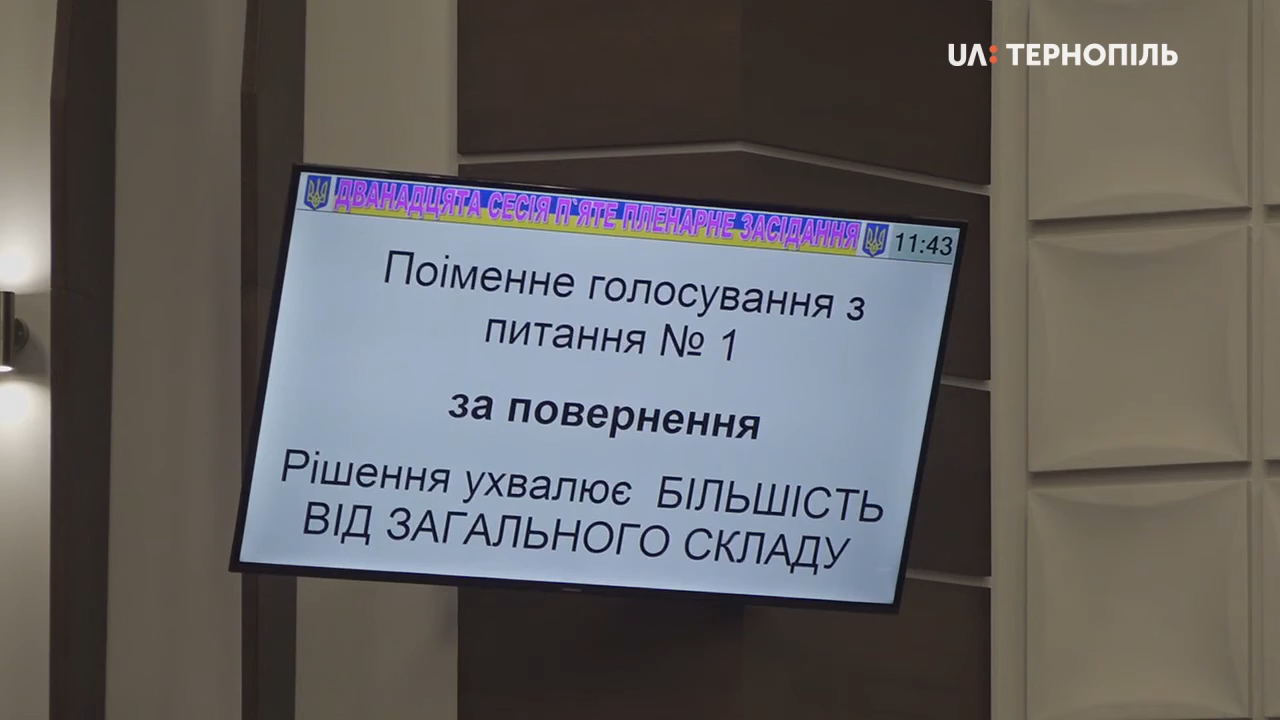 UA: ТЕРНОПІЛЬ
ДВАНАДЦЯТА СЕСІЯ П`ЯТЕ ПЛЕНАРНЕ ЗАСІДАННЯ 11:43
Поіменне голосування з
питання № 1
за повернення
Рішення ухвалює БІЛЬШІСТЬ
ВІД ЗАГАЛЬНОГО СКЛАДУ